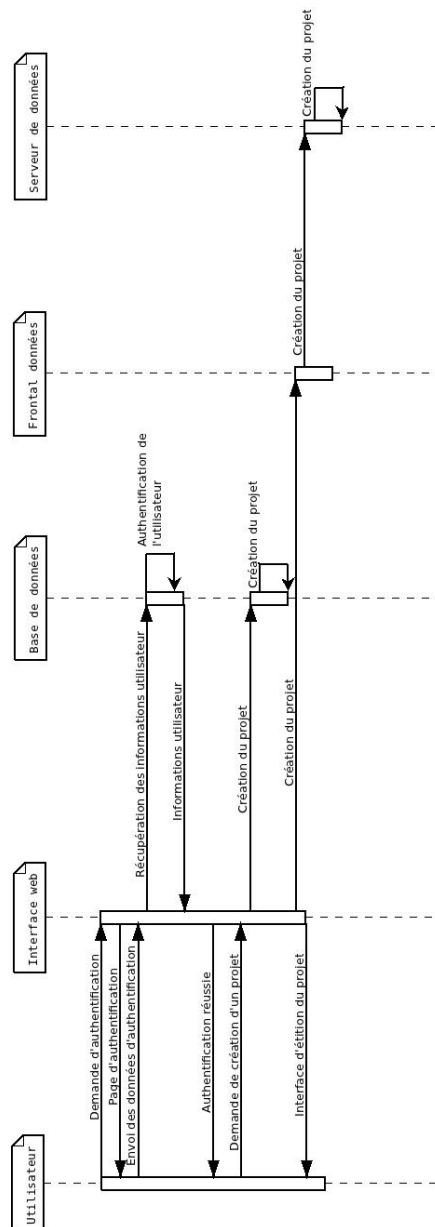 Utilisateur
Interface web
Base de données
Frontal données
Serveur de données
Demande d'authentification
Page d'authentification
Envoi des données d'authentification
Récupération des informations utilisateur
Authentification de
l'utilisateur
Informations utilisateur
Authentification réussie
Demande de création d'un projet
Création du projet
Création du projet
Création du projet
Création du projet
Création du projet
Interface d'étition du projet